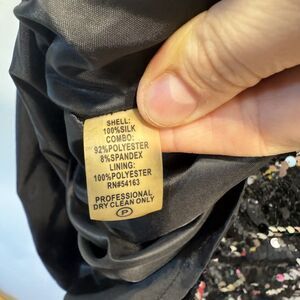 SHELL:
100%SILK
COMBO:
92%POLYESTER
8%SPANDEX
LINING:
100%POLYESTER
RN#54163
PROFESSIONAL
DRY CLEAN ONLY
P